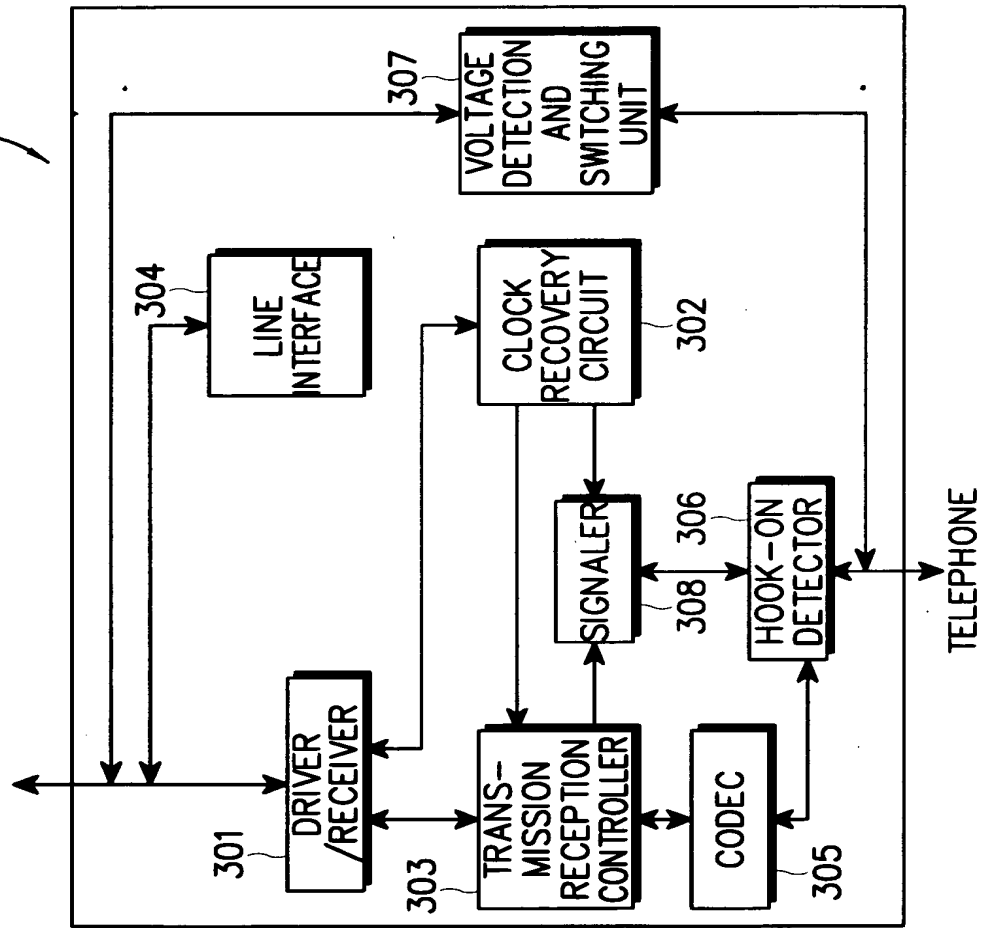 307
VOLTAGE
DETECTION
AND
SWITCHING
UNIT
304
LINE
INTERFACE
CLOCK
RECOVERY
CIRCUIT
302
301
DRIVER
/RECEIVER
303
TRANS-
MISSION
RECEPTION
CONTROLLER
SIGNALER
308
306
HOOK-ON
DETECTOR
CODEC
305
TELEPHONE